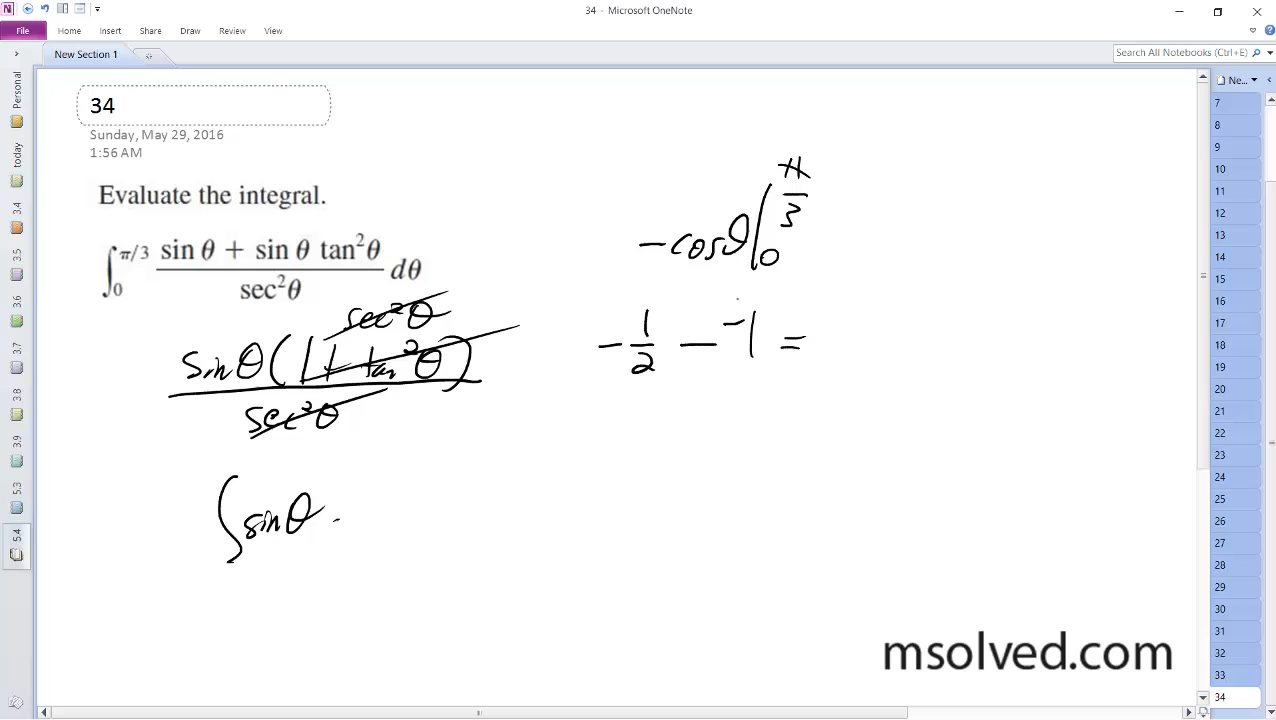 34 - Microsoft OneNote
File Home Insert Share Draw Review View
New Section 1
Search All Notebooks (Ctrl+E)
Personal
today
34
5
36
37
38
39
53
54
34
Sunday, May 29, 2016
1:56 AM
Evaluate the integral.
∫₀^π/3 (sin θ + sin θ tan²θ) / sec²θ dθ
sec²θ
sinθ(1 + tan²θ)
sec²θ
∫ sinθ
-cosθ |₀^π/3
- 1/2 - -1 =
msolved.com
Ne...
7
8
9
10
11
12
13
14
15
16
17
18
19
20
21
22
23
24
25
26
27
28
29
30
31
32
33
34